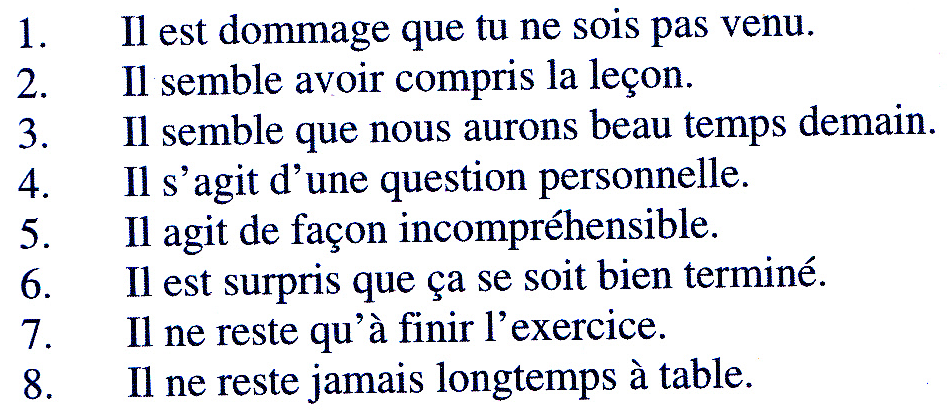 1. Il est dommage que tu ne sois pas venu.
2. Il semble avoir compris la leçon.
3. Il semble que nous aurons beau temps demain.
4. Il s’agit d’une question personnelle.
5. Il agit de façon incompréhensible.
6. Il est surpris que ça se soit bien terminé.
7. Il ne reste qu’à finir l’exercice.
8. Il ne reste jamais longtemps à table.